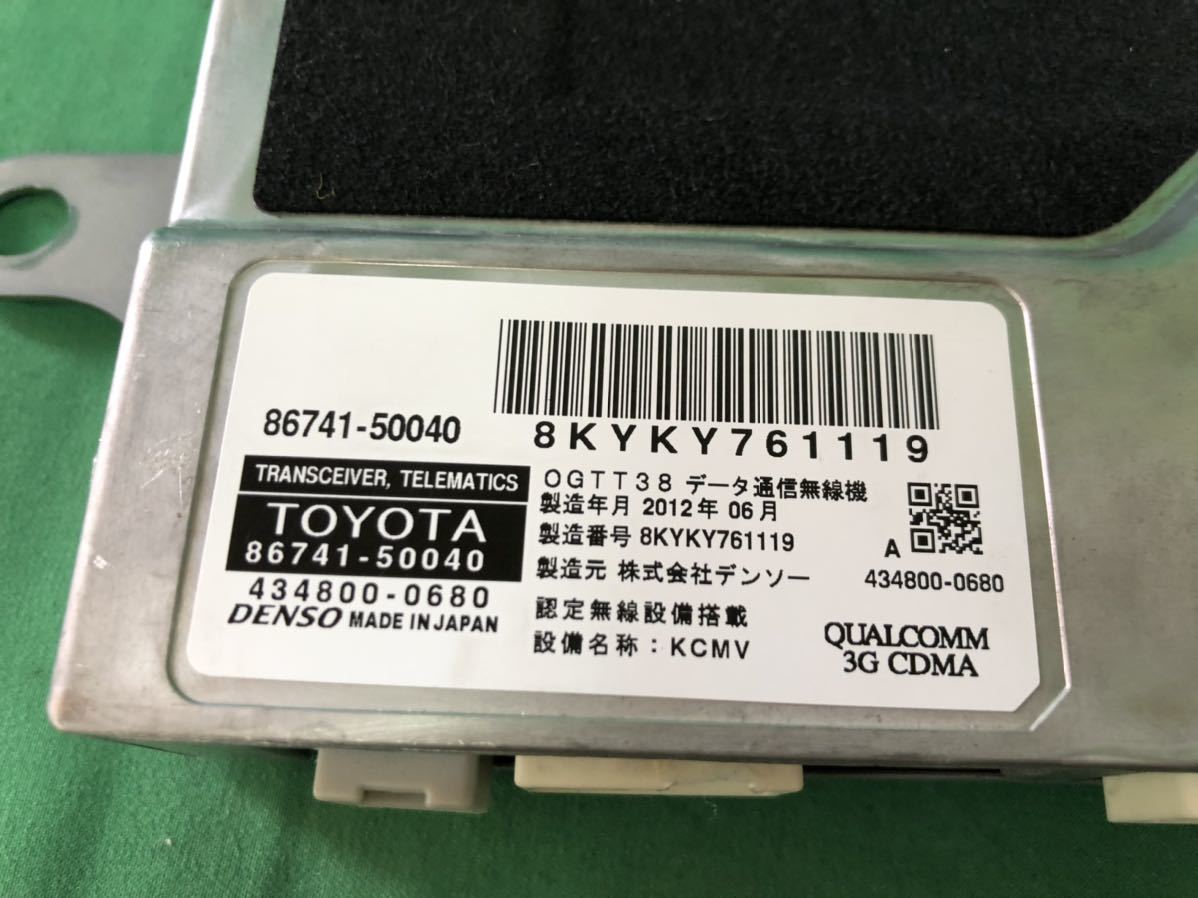 8KYKY761119
86741-50040
TRANSCEIVER, TELEMATICS
TOYOTA
86741-50040
434800-0680
DENSO MADE IN JAPAN
OGTT38 データ通信無線機
製造年月 2012年 06月
製造番号 8KYKY761119
製造元 株式会社デンソー
認定無線設備搭載
設備名称：KCMV
A
434800-0680
QUALCOMM
3G CDMA